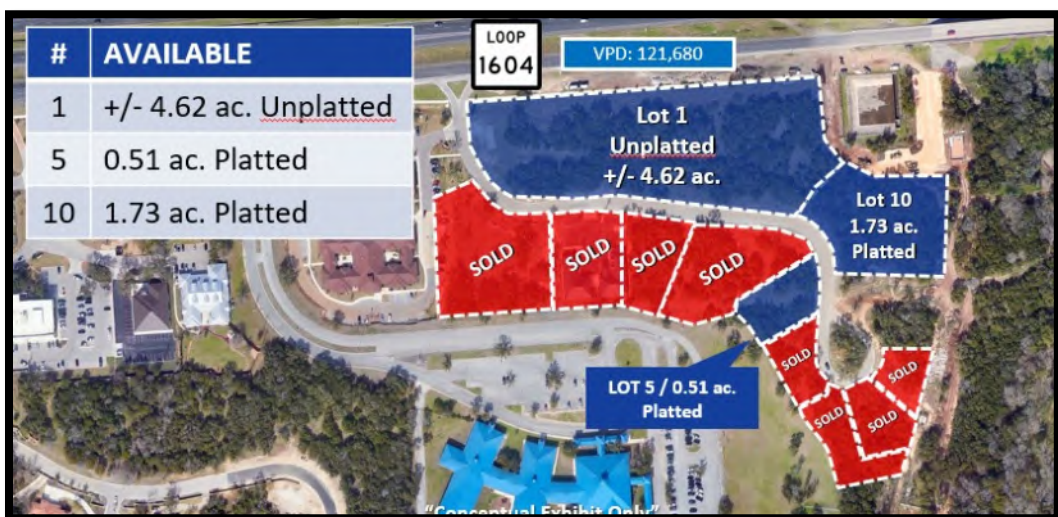 # AVAILABLE
1 +/- 4.62 ac. Unplatted
5 0.51 ac. Platted
10 1.73 ac. Platted
LOOP
1604
VPD: 121,680
Lot 1
Unplatted
+/- 4.62 ac.
Lot 10
1.73 ac.
Platted
SOLD
SOLD
SOLD
SOLD
LOT 5 / 0.51 ac.
Platted
SOLD
SOLD
SOLD
SOLD
"Conceptual Exhibit Only"